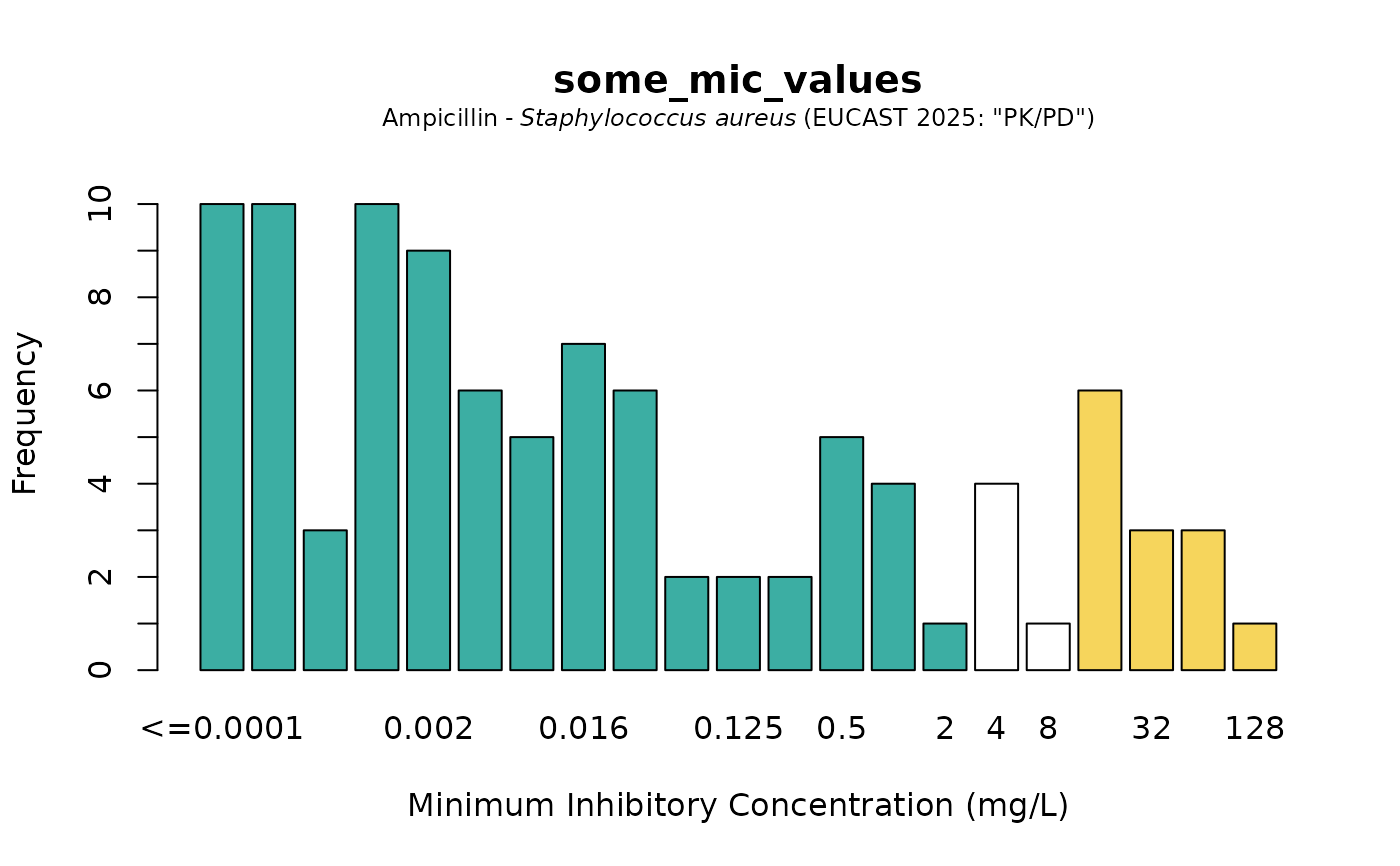 some_mic_values
Ampicillin - Staphylococcus aureus (EUCAST 2025: "PK/PD")
Frequency
10
8
6
4
2
0
<=0.0001 0.002 0.016 0.125 0.5 2 4 8 32 128
Minimum Inhibitory Concentration (mg/L)